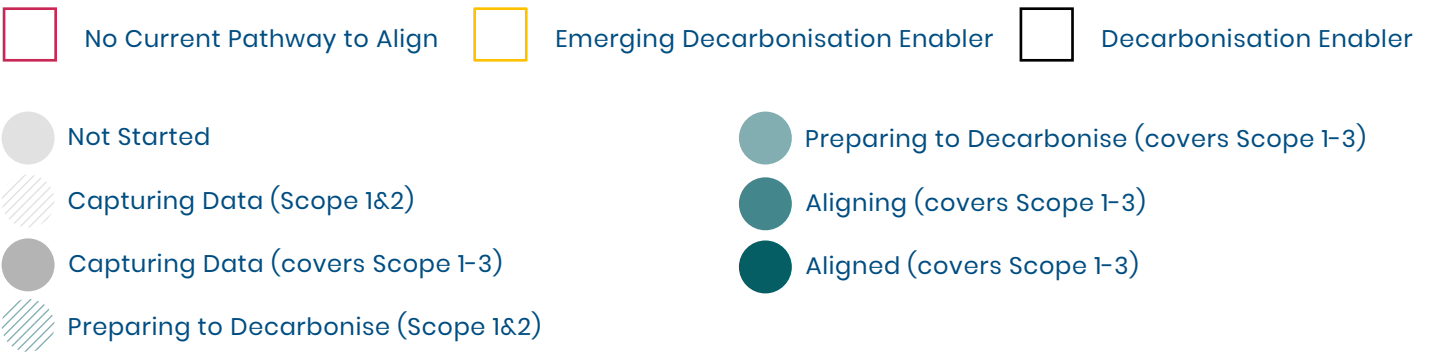 No Current Pathway to Align
Emerging Decarbonisation Enabler
Decarbonisation Enabler
Not Started
Capturing Data (Scope 1&2)
Capturing Data (covers Scope 1-3)
Preparing to Decarbonise (Scope 1&2)
Preparing to Decarbonise (covers Scope 1-3)
Aligning (covers Scope 1-3)
Aligned (covers Scope 1-3)